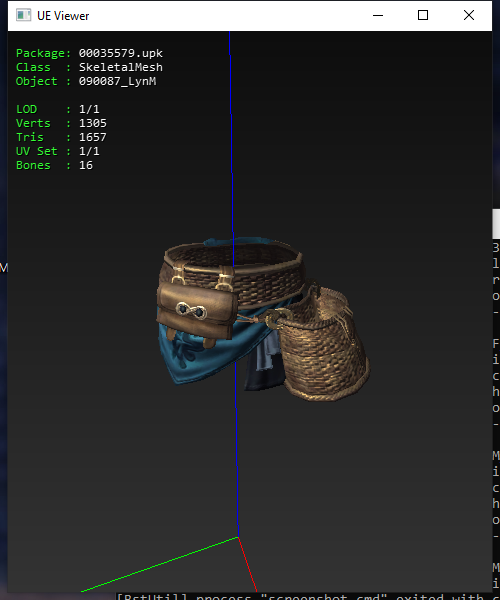 UE Viewer
Package: 00035579.upk
Class  : SkeletalMesh
Object : 090087_LynM
LOD    : 1/1
Verts  : 1305
Tris   : 1657
UV Set : 1/1
Bones  : 16
[BstUtil] process "screenshot.cmd" exited with c